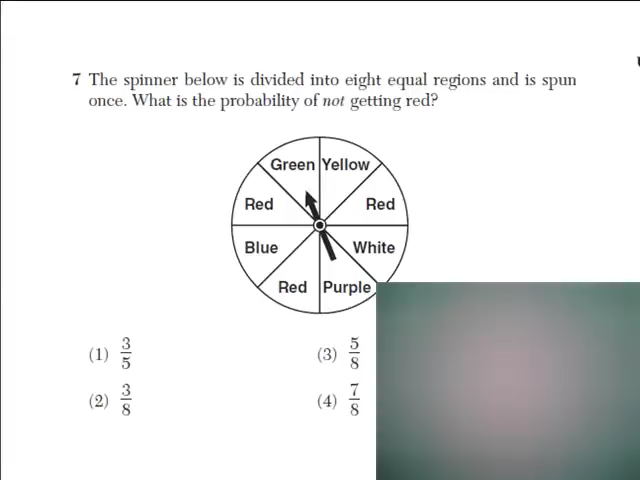 7 The spinner below is divided into eight equal regions and is spun
once. What is the probability of not getting red?
Green Yellow
Red Red
Blue White
Red Purple
(1) 3/5 (3) 5/8
(2) 3/8 (4) 7/8